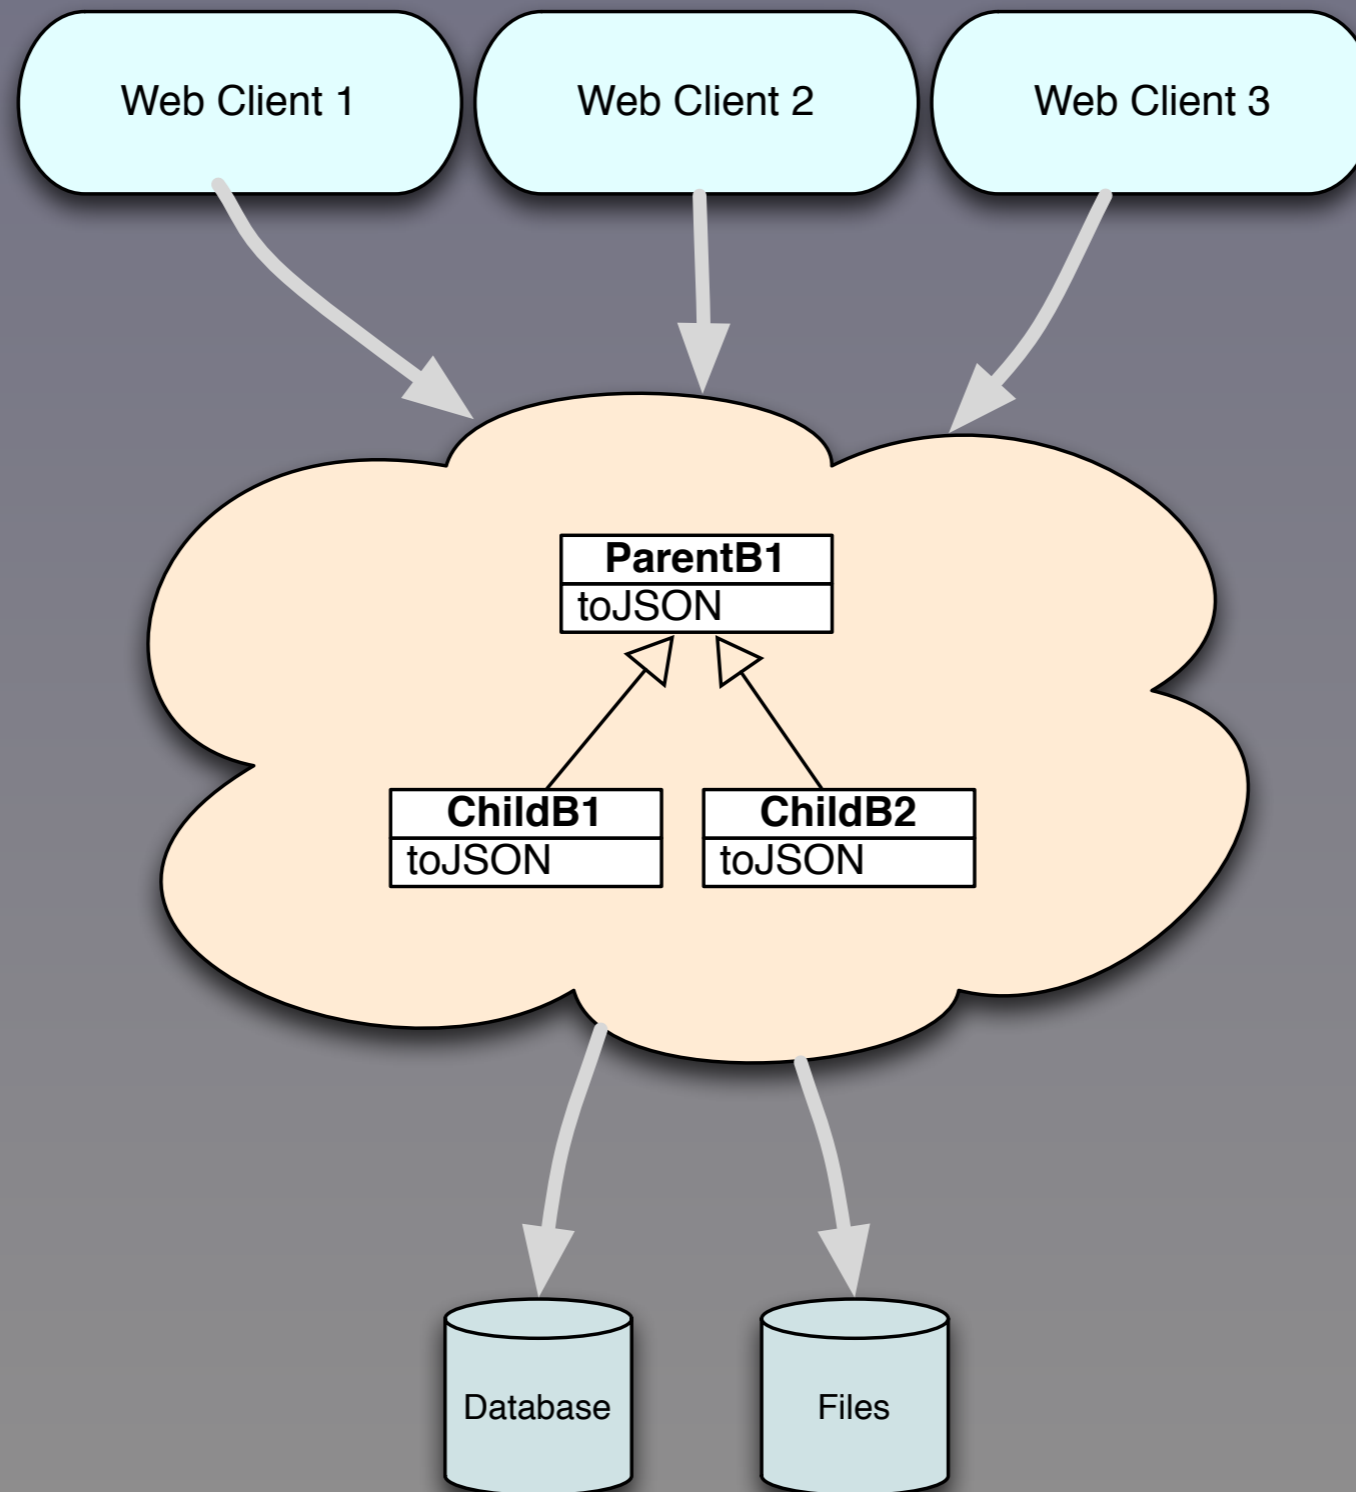 Web Client 1
Web Client 2
Web Client 3
ParentB1
toJSON
ChildB1
toJSON
ChildB2
toJSON
Database
Files